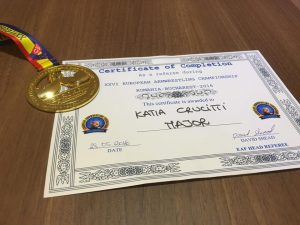 Certificate of Completion
as a referee during
XXVI EUROPEAN ARMWRESTLING CHAMPIONSHIP
ROMANIA-BUCHAREST-2016
This certificate is awarded to
KATIA CRUCITTI
MAJOR
28.05.2016
DATE
DAVID SHEAD
EAF HEAD REFEREE